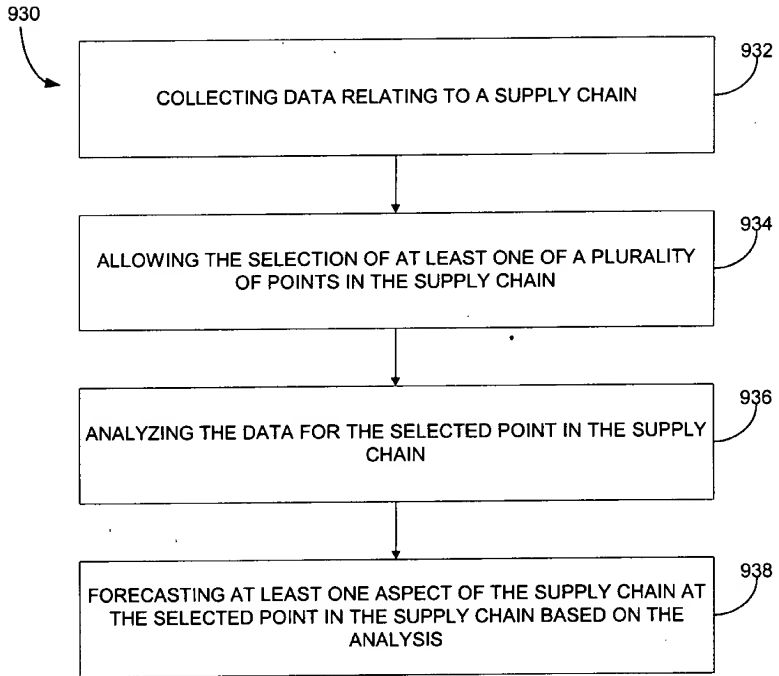 930
932
COLLECTING DATA RELATING TO A SUPPLY CHAIN
934
ALLOWING THE SELECTION OF AT LEAST ONE OF A PLURALITY
OF POINTS IN THE SUPPLY CHAIN
936
ANALYZING THE DATA FOR THE SELECTED POINT IN THE SUPPLY
CHAIN
938
FORECASTING AT LEAST ONE ASPECT OF THE SUPPLY CHAIN AT
THE SELECTED POINT IN THE SUPPLY CHAIN BASED ON THE
ANALYSIS